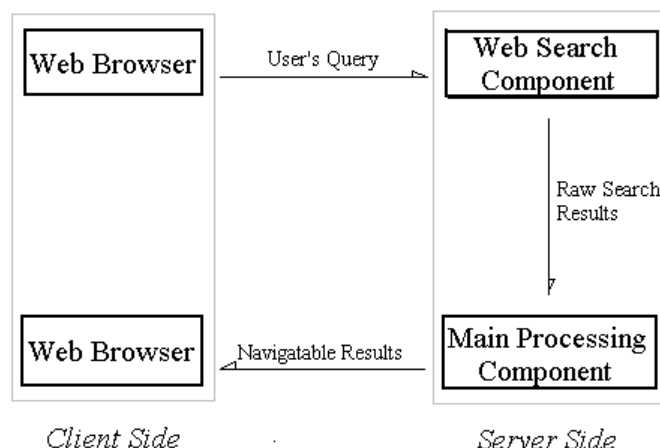 Web Browser
User's Query
Web Search
Component
Raw Search
Results
Web Browser
Navigatable Results
Main Processing
Component
Client Side
Server Side